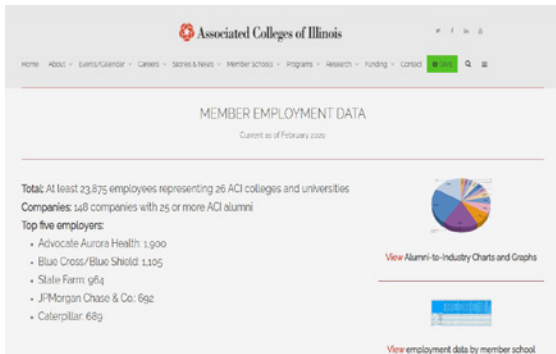 Associated Colleges of Illinois
Home About Events/Calendar Careers Stories & News Member Schools Programs Research Funding Contact GIVE
MEMBER EMPLOYMENT DATA
Current as of February 2020
Total: At least 23,875 employees representing 26 ACI colleges and universities
Companies: 148 companies with 25 or more ACI alumni
Top five employers:
Advocate Aurora Health: 1,900
Blue Cross/Blue Shield: 1,105
State Farm: 964
JPMorgan Chase & Co.: 692
Caterpillar: 689
View Alumni-to-Industry Charts and Graphs
View employment data by member school